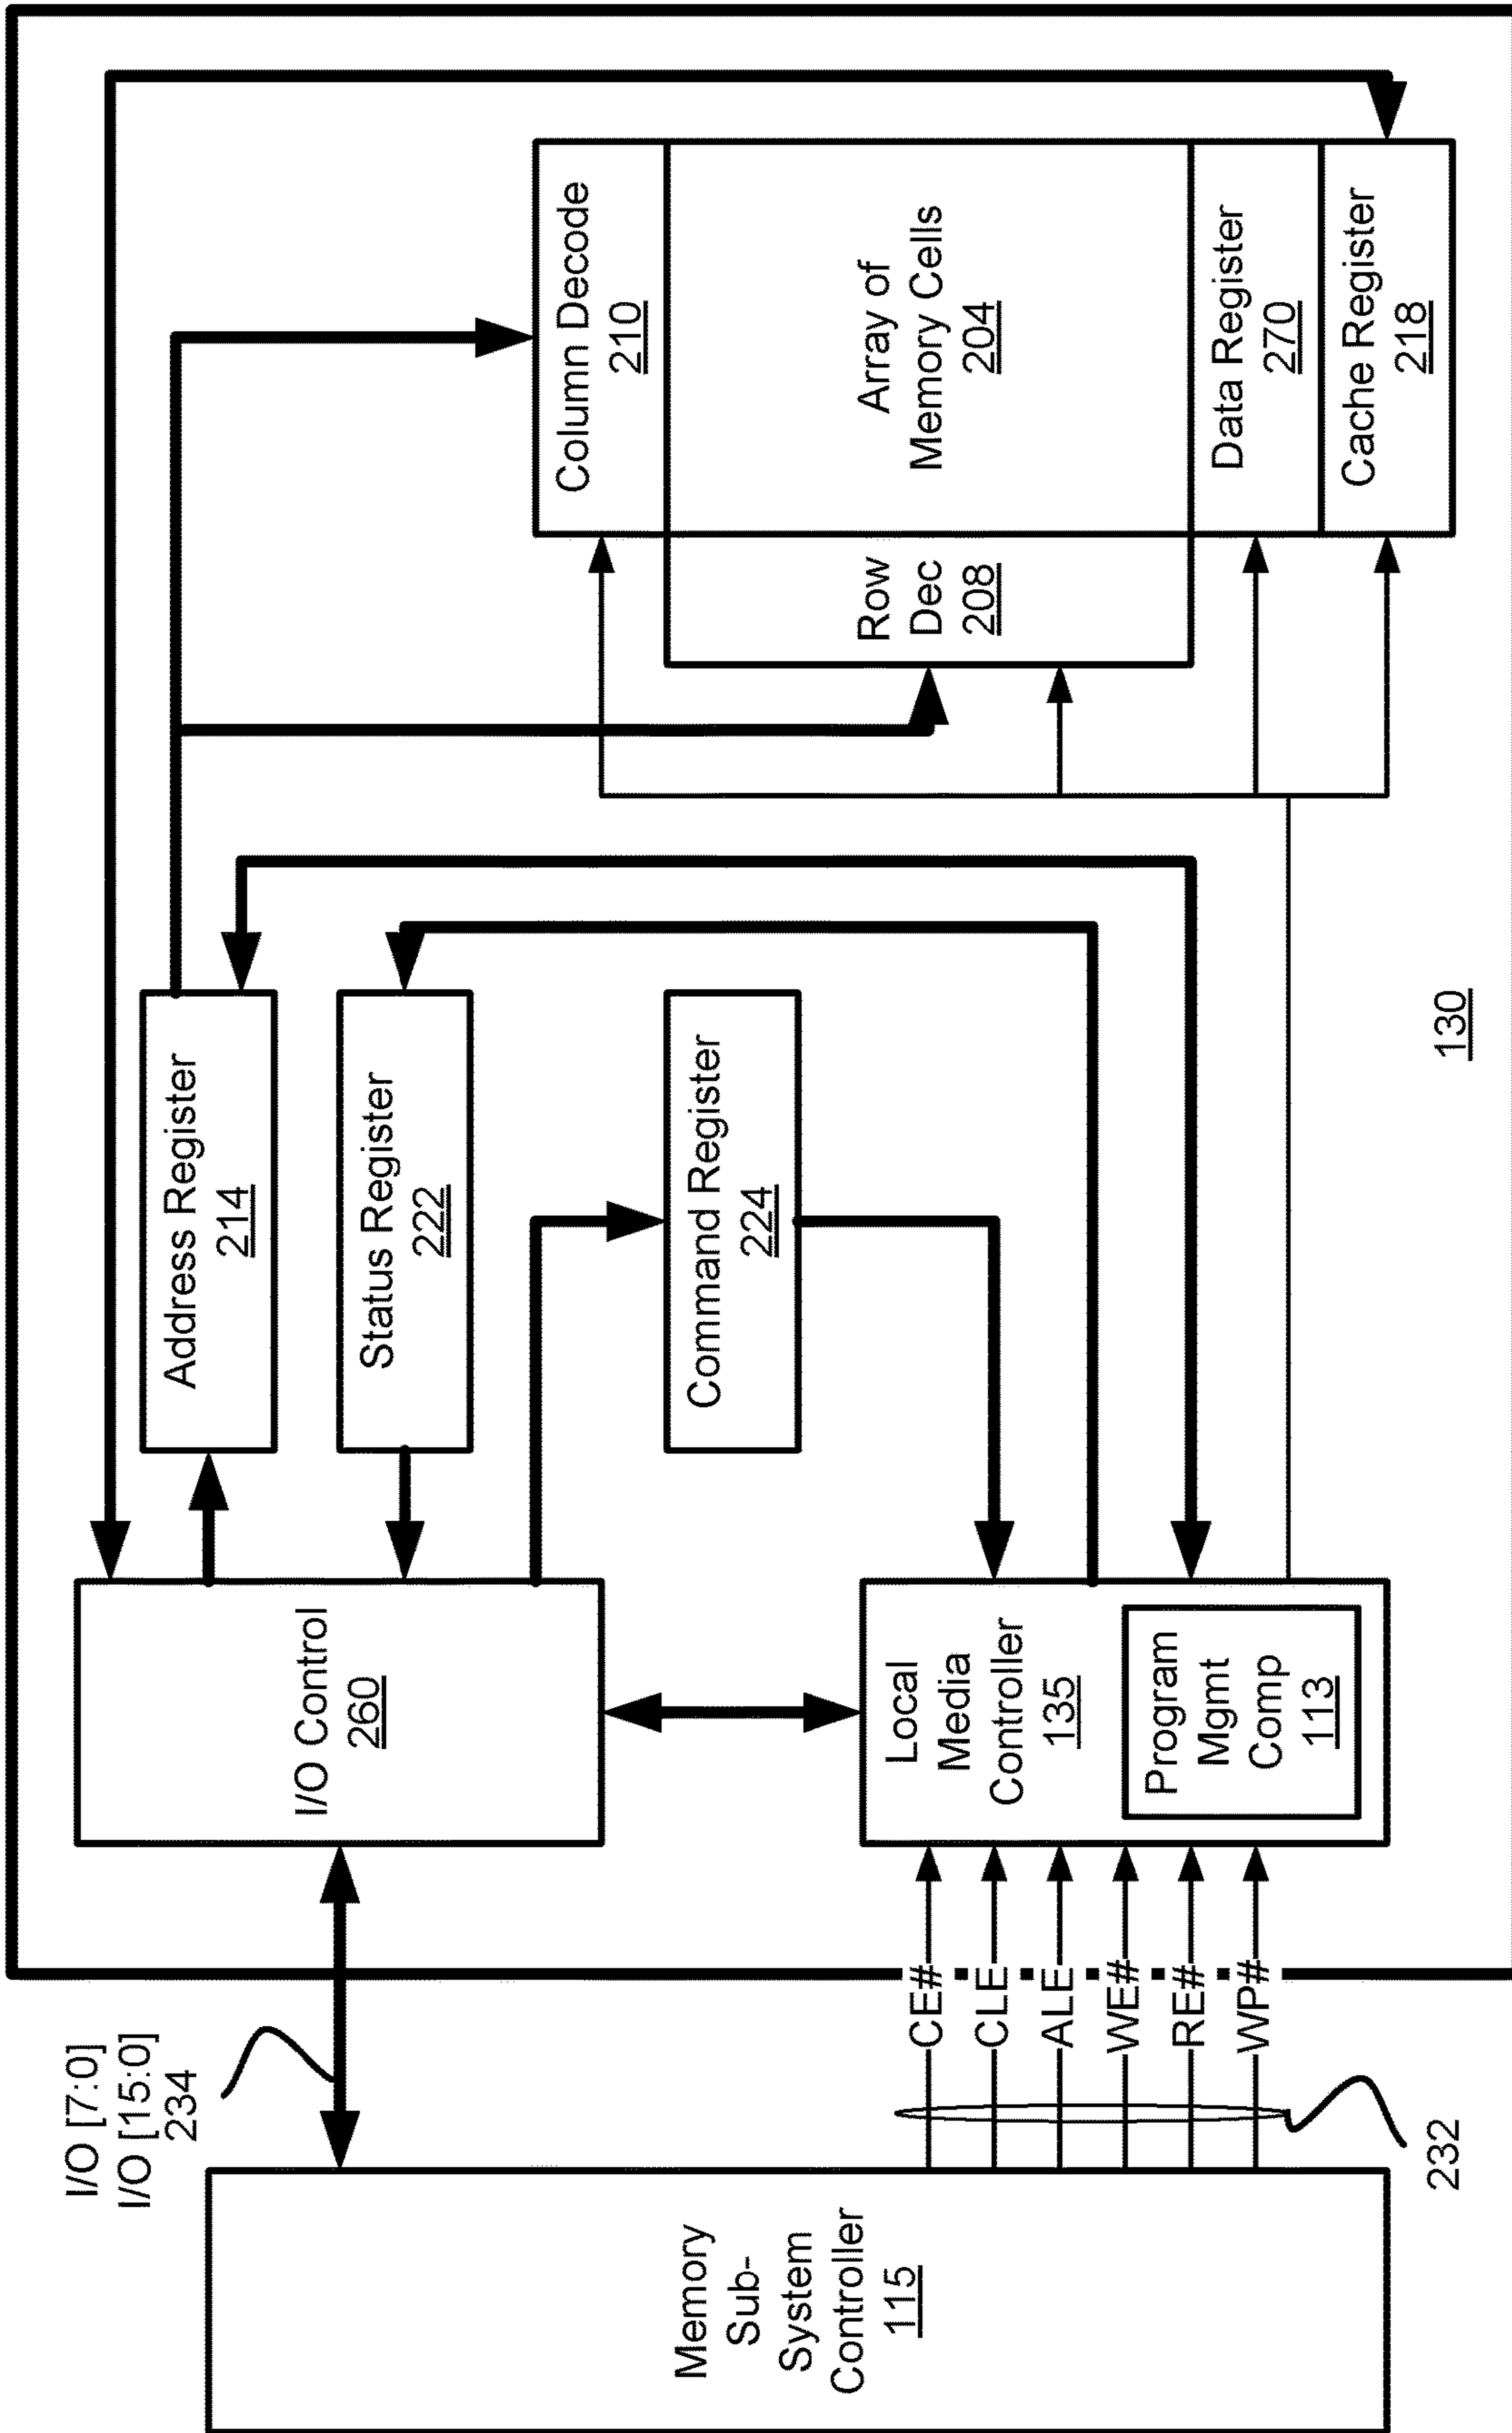 Memory
Sub-
System
Controller
115
I/O [7:0]
I/O [15:0]
234
CE#
CLE
ALE
WE#
RE#
WP#
232
I/O Control
260
Local
Media
Controller
135
Program
Mgmt
Comp
113
Address Register
214
Status Register
222
Command Register
224
130
Row
Dec
208
Column Decode
210
Array of
Memory Cells
204
Data Register
270
Cache Register
218